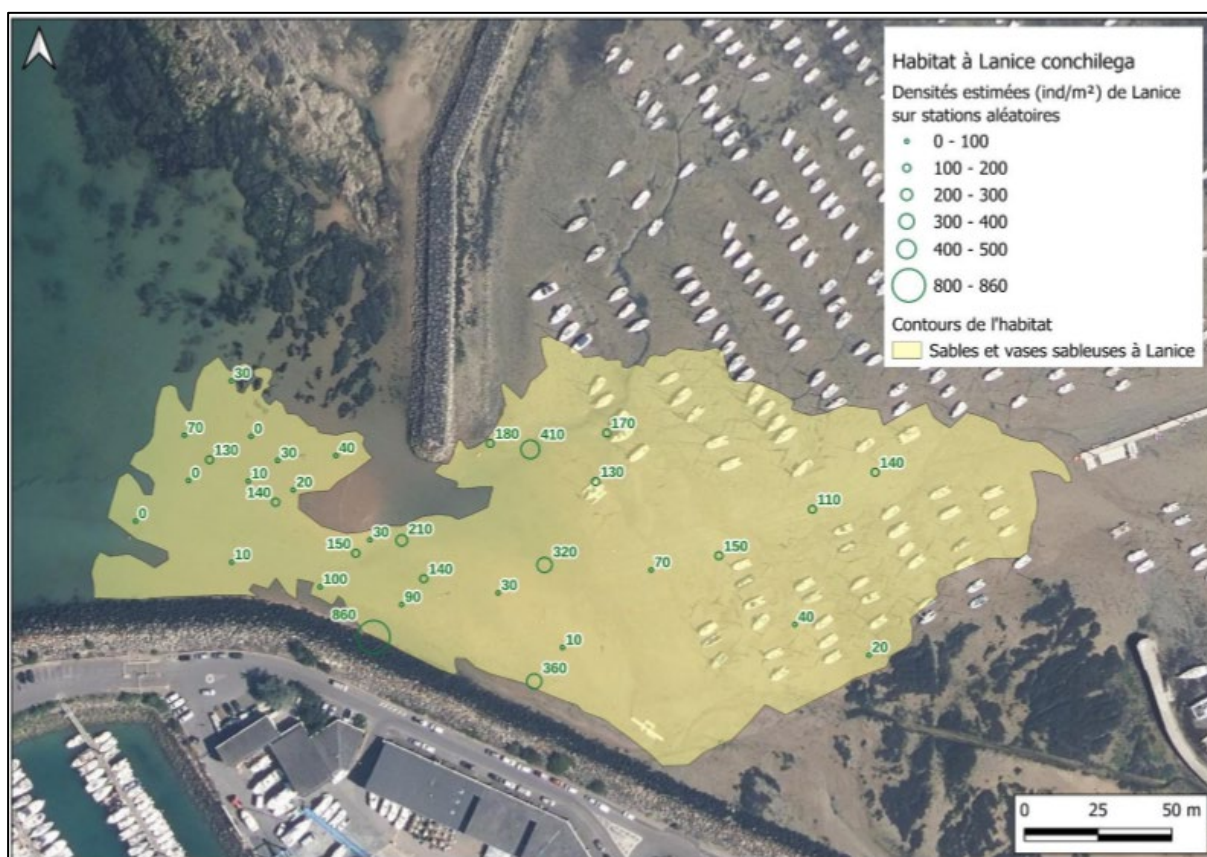 Habitat à Lanice conchilega
Densités estimées (ind/m²) de Lanice
sur stations aléatoires
0 - 100
100 - 200
200 - 300
300 - 400
400 - 500
800 - 860
Contours de l'habitat
Sables et vases sableuses à Lanice
30
70
0
130
30
40
0
10
20
140
0
10
180
410
170
130
140
110
150
30
210
320
70
150
100
140
90
30
860
10
40
20
360
0 25 50 m